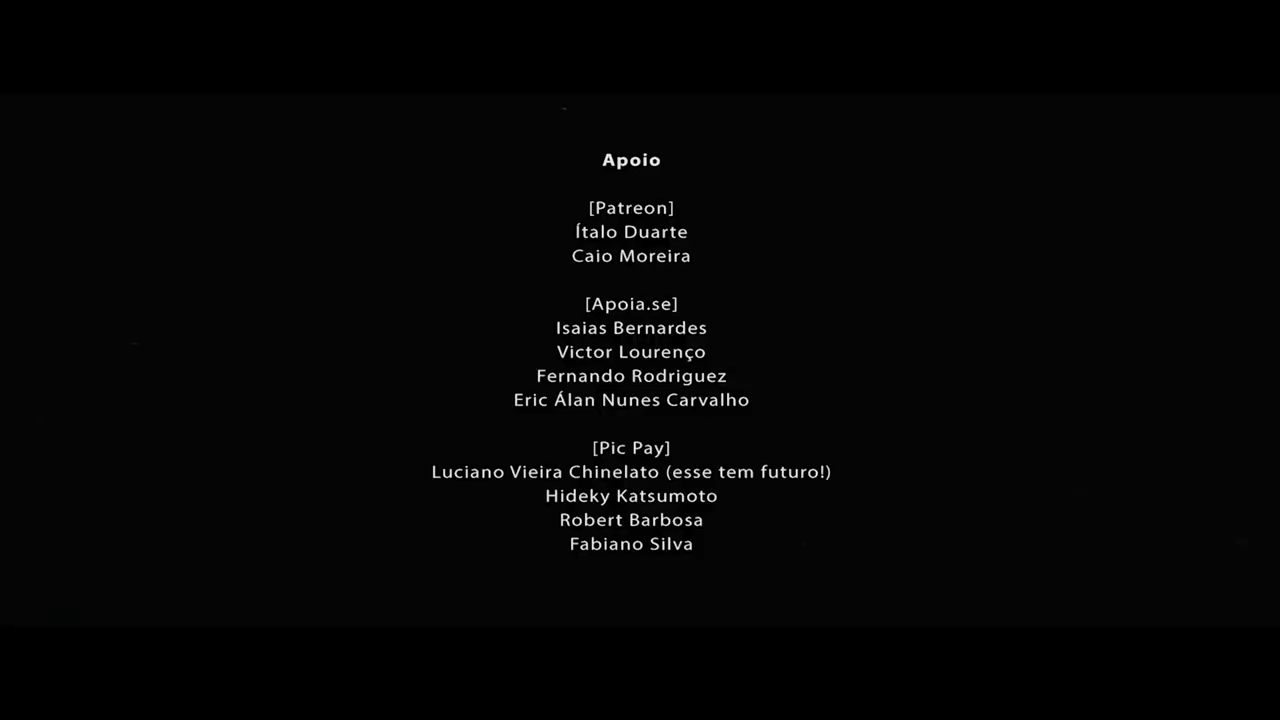 Apoio
[Patreon]
Ítalo Duarte
Caio Moreira
[Apoia.se]
Isaias Bernardes
Victor Lourenço
Fernando Rodriguez
Eric Álan Nunes Carvalho
[Pic Pay]
Luciano Vieira Chinelato (esse tem futuro!)
Hideky Katsumoto
Robert Barbosa
Fabiano Silva